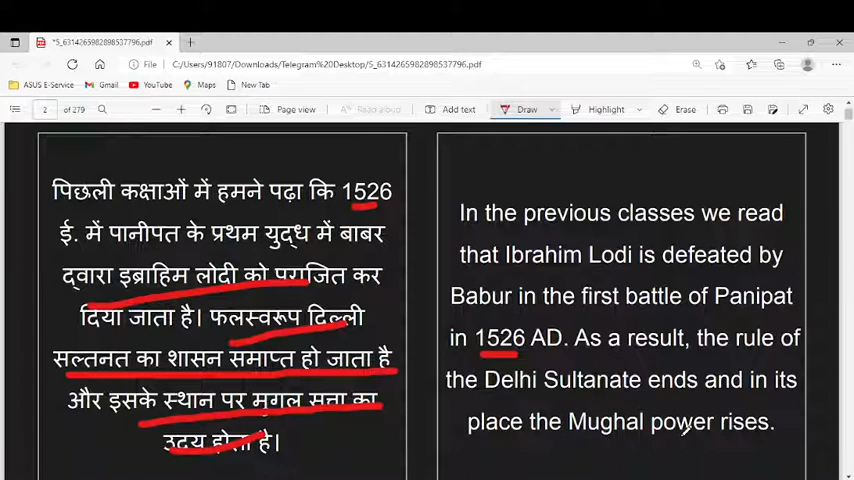 5_6314265982898537796.pdf
File C:/Users/91807/Downloads/Telegram%20Desktop/5_6314265982898537796.pdf
ASUS E-Service Gmail YouTube Maps New Tab
2 of 279 Page view Read aloud Add text Draw Highlight Erase
पिछली कक्षाओं में हमने पढ़ा कि 1526
ई. में पानीपत के प्रथम युद्ध में बाबर
द्वारा इब्राहिम लोदी को पराजित कर
दिया जाता है। फलस्वरूप दिल्ली
सल्तनत का शासन समाप्त हो जाता है
और इसके स्थान पर मुगल सत्ता का
उदय होता है।
In the previous classes we read
that Ibrahim Lodi is defeated by
Babur in the first battle of Panipat
in 1526 AD. As a result, the rule of
the Delhi Sultanate ends and in its
place the Mughal power rises.